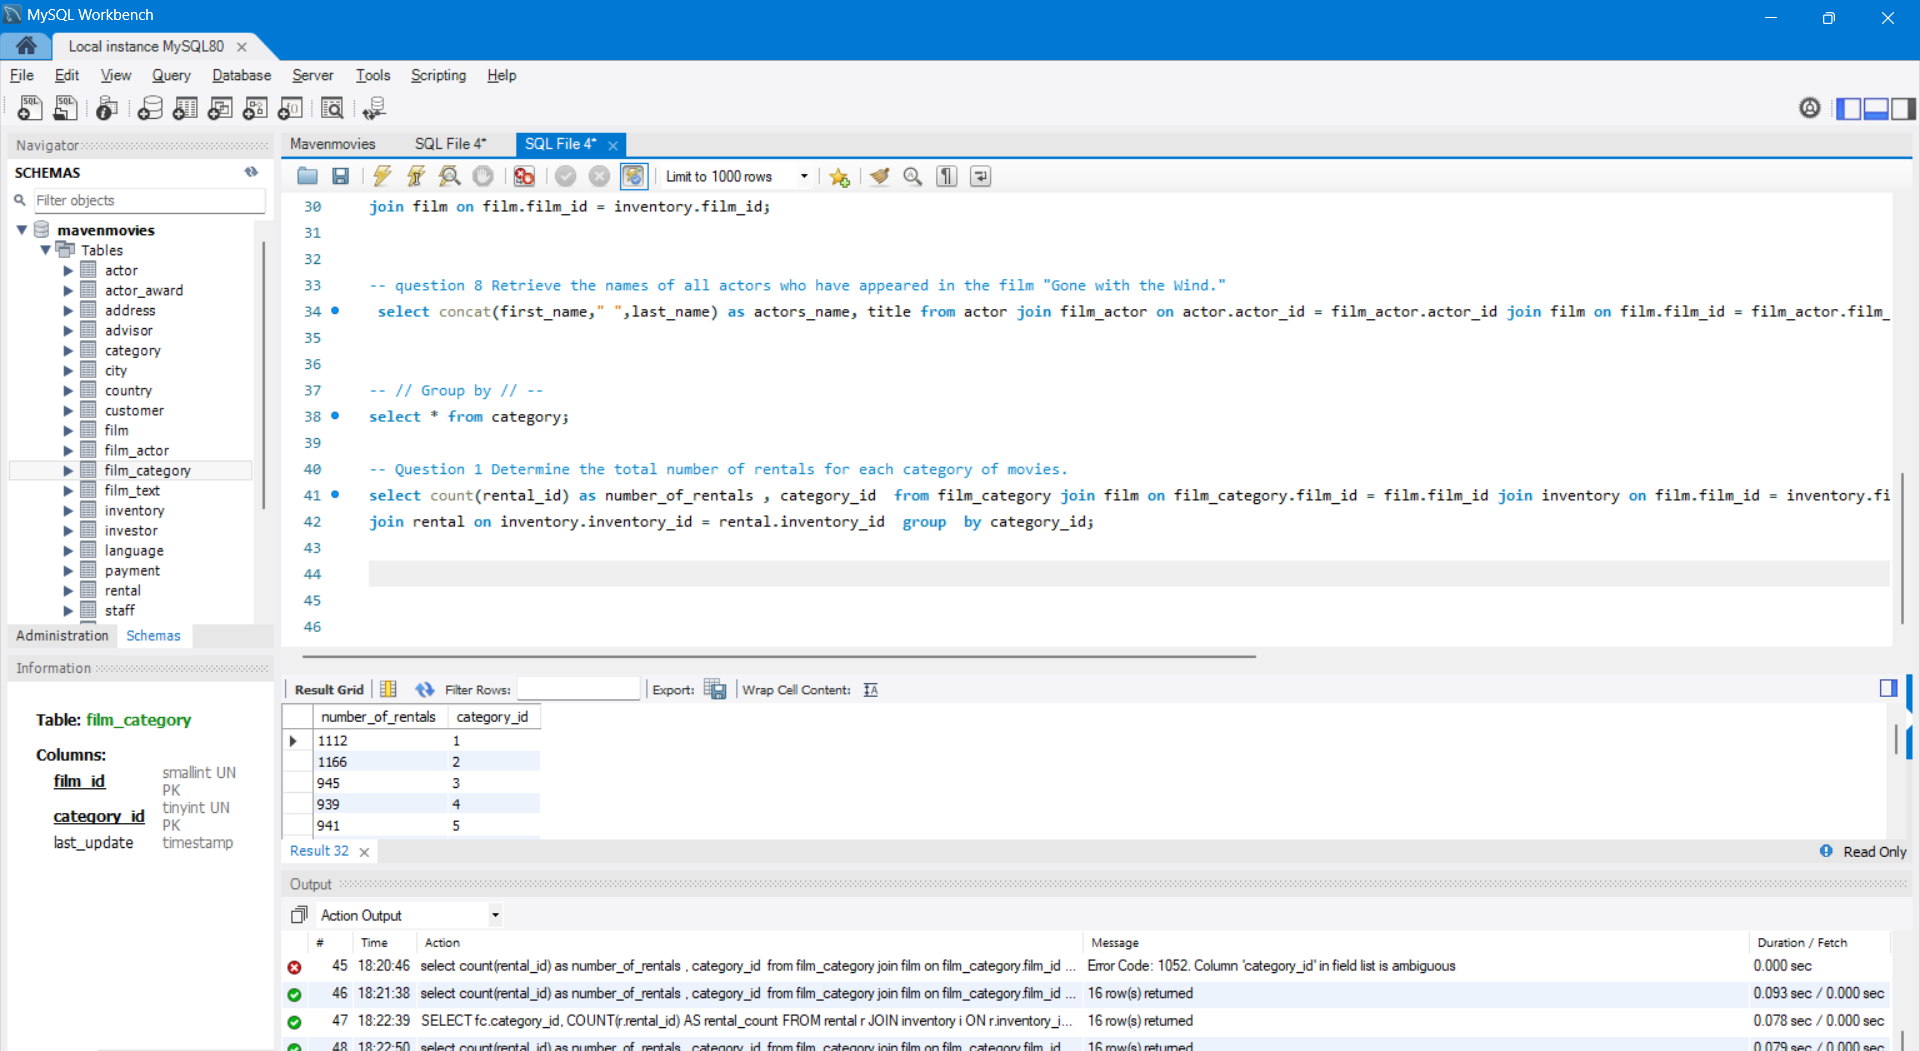 MySQL Workbench
Local instance MySQL80
File Edit View Query Database Server Tools Scripting Help
Navigator
SCHEMAS
Filter objects
mavenmovies
Tables
actor
actor_award
address
advisor
category
city
country
customer
film
film_actor
film_category
film_text
inventory
investor
language
payment
rental
staff
Administration Schemas
Information
Table: film_category
Columns:
film_id smallint UN PK
category_id tinyint UN PK
last_update timestamp
Mavenmovies SQL File 4* SQL File 4*
Limit to 1000 rows
30 join film on film.film_id = inventory.film_id;
31
32
33 -- question 8 Retrieve the names of all actors who have appeared in the film "Gone with the Wind."
34 select concat(first_name," ",last_name) as actors_name, title from actor join film_actor on actor.actor_id = film_actor.actor_id join film on film.film_id = film_actor.film_
35
36
37 -- // Group by // --
38 select * from category;
39
40 -- Question 1 Determine the total number of rentals for each category of movies.
41 select count(rental_id) as number_of_rentals , category_id  from film_category join film on film_category.film_id = film.film_id join inventory on film.film_id = inventory.fi
42 join rental on inventory.inventory_id = rental.inventory_id  group  by category_id;
43
44
45
46
Result Grid Filter Rows: Export: Wrap Cell Content:
number_of_rentals category_id
1112 1
1166 2
945 3
939 4
941 5
Result 32
Read Only
Output
Action Output
# Time Action Message Duration / Fetch
45 18:20:46 select count(rental_id) as number_of_rentals , category_id from film_category join film on film_category.film_id ... Error Code: 1052. Column 'category_id' in field list is ambiguous 0.000 sec
46 18:21:38 select count(rental_id) as number_of_rentals , category_id from film_category join film on film_category.film_id ... 16 row(s) returned 0.093 sec / 0.000 sec
47 18:22:39 SELECT fc.category_id, COUNT(r.rental_id) AS rental_count FROM rental r JOIN inventory i ON r.inventory_i... 16 row(s) returned 0.078 sec / 0.000 sec
48 18:22:50 select count(rental_id) as number_of_rentals , category_id from film_category join film on film_category.film_id 16 row(s) returned 0.079 sec / 0.000 sec